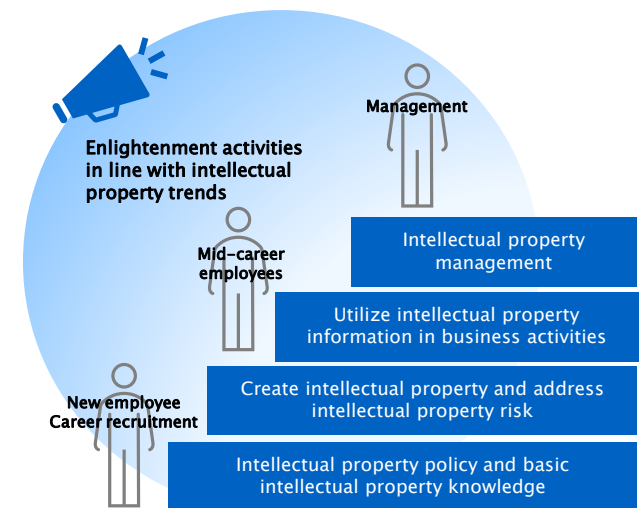 Management
Enlightenment activities
in line with intellectual
property trends
Intellectual property
management
Mid-career
employees
Utilize intellectual property
information in business activities
Create intellectual property and address
intellectual property risk
New employee
Career recruitment
Intellectual property policy and basic
intellectual property knowledge